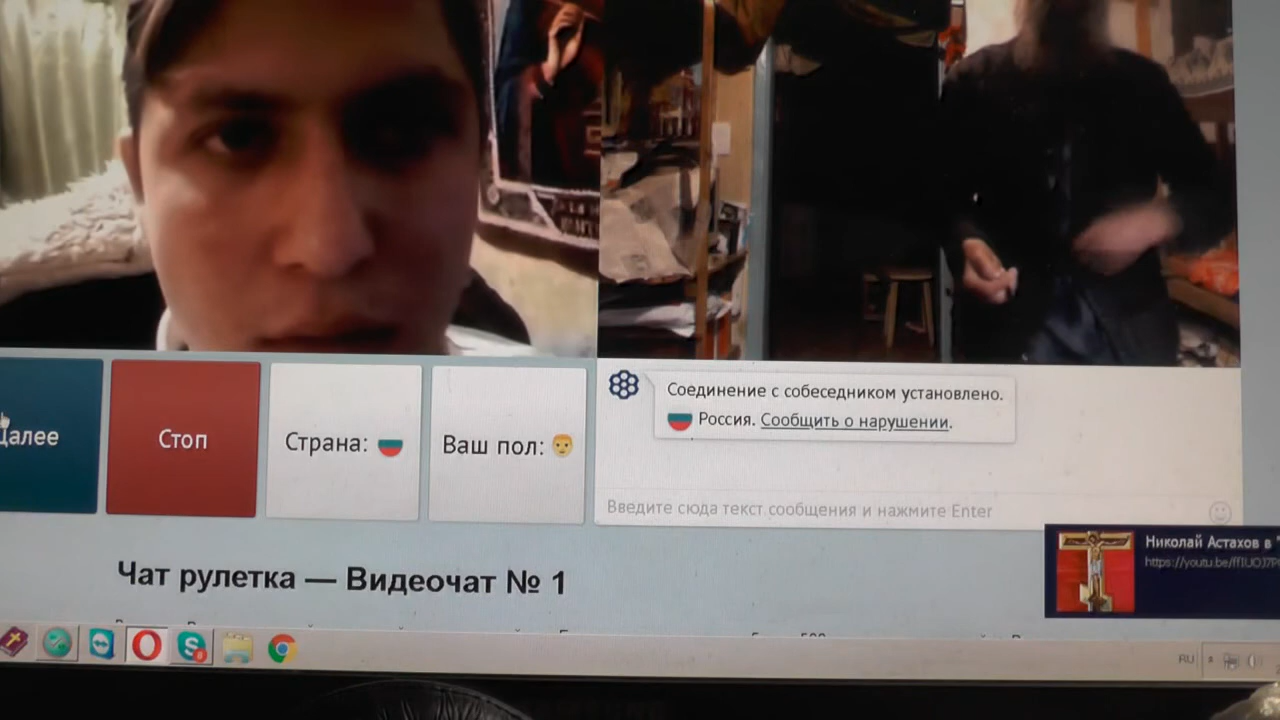 Далее
Стоп
Страна:
Ваш пол:
Соединение с собеседником установлено.
Россия. Сообщить о нарушении.
Введите сюда текст сообщения и нажмите Enter
Николай Астахов в "
Чат рулетка — Видеочат № 1
RU